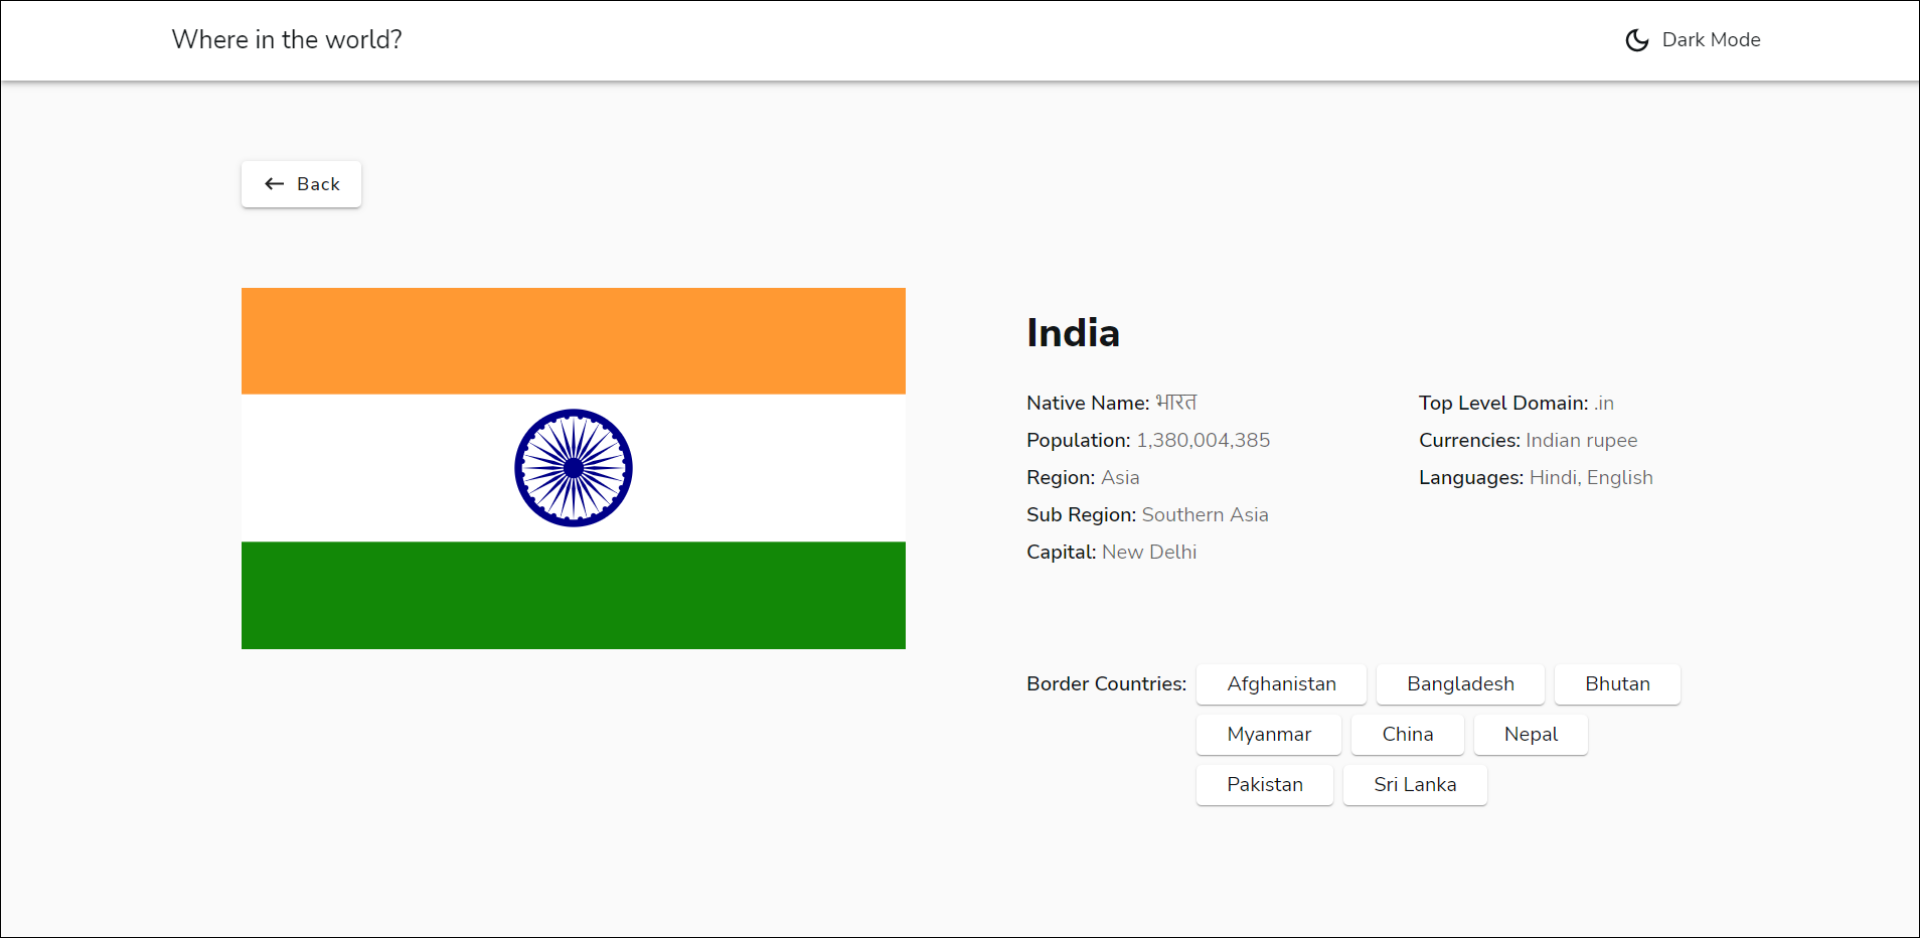 Where in the world?
Dark Mode
Back
India
Native Name: भारत
Population: 1,380,004,385
Region: Asia
Sub Region: Southern Asia
Capital: New Delhi
Top Level Domain: .in
Currencies: Indian rupee
Languages: Hindi, English
Border Countries: Afghanistan Bangladesh Bhutan
Myanmar China Nepal
Pakistan Sri Lanka